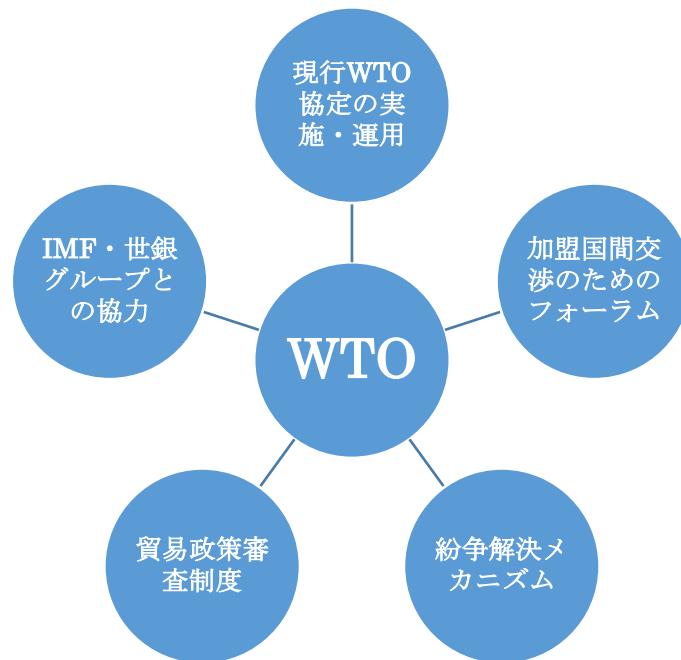 現行WTO
協定の実
施・運用
加盟国間交
渉のための
フォーラム
紛争解決メ
カニズム
貿易政策審
査制度
IMF・世銀
グループと
の協力
WTO